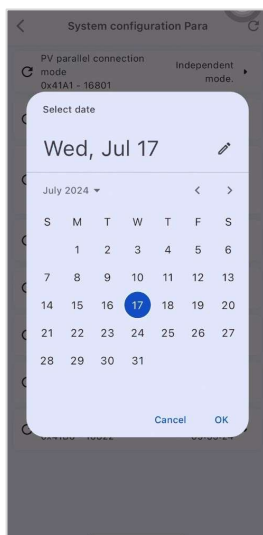 System configuration Para
PV parallel connection
mode
0x41A1 - 16801
Independent
mode.
Select date
Wed, Jul 17
July 2024
S M T W T F S
1 2 3 4 5 6
7 8 9 10 11 12 13
14 15 16 17 18 19 20
21 22 23 24 25 26 27
28 29 30 31
Cancel OK